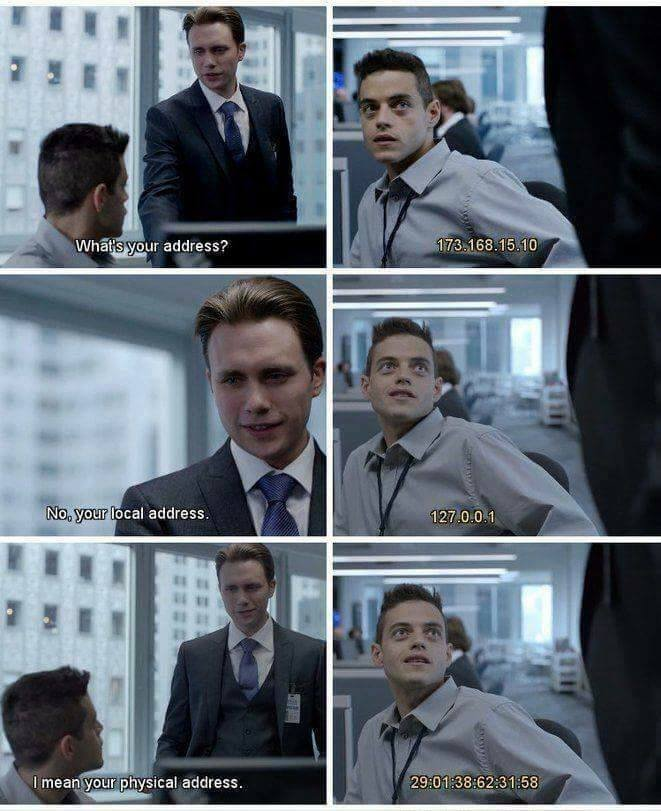 What's your address?
173.168.15.10
No, your local address.
127.0.0.1
I mean your physical address.
29:01:38:62:31:58